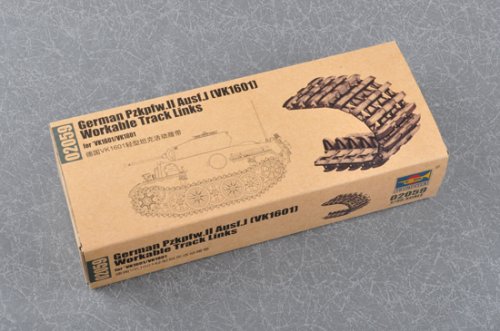 02059
German Pzkpfw.II Ausf.J (VK1601)
Workable Track Links
for VK1601/VK1801
德国VK1601轻型坦克活动履带
02059
02059
German Pzkpfw.II Ausf.J (VK1601)
Workable Track Links